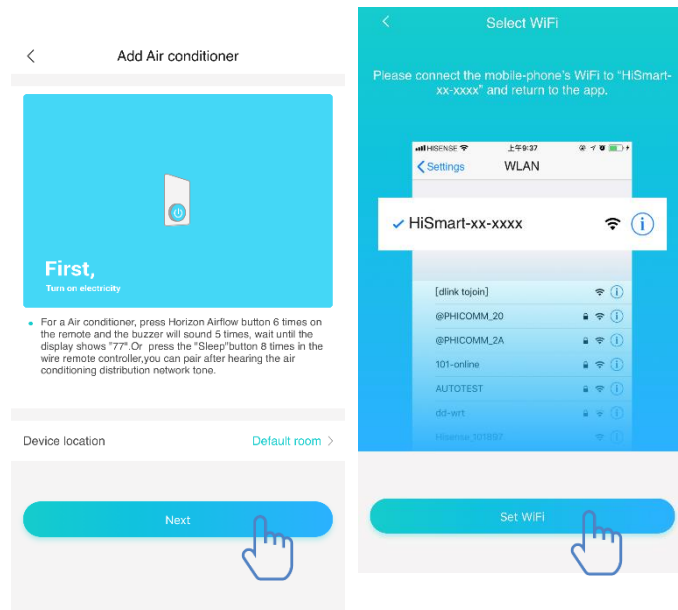 Add Air conditioner
First,
Turn on electricity
For a Air conditioner, press Horizon Airflow button 6 times on
the remote and the buzzer will sound 5 times, wait until the
display shows "77".Or press the "Sleep"button 8 times in the
wire remote controller,you can pair after hearing the air
conditioning distribution network tone.
Device location
Default room
Next
Select WiFi
Please connect the mobile-phone's WiFi to "HiSmart-
xx-xxxx" and return to the app.
HISENSE
上午9:37
Settings
WLAN
HiSmart-xx-xxxx
[dlink tojoin]
@PHICOMM_20
@PHICOMM_2A
101-online
AUTOTEST
dd-wrt
Hisense_101897
Set WiFi